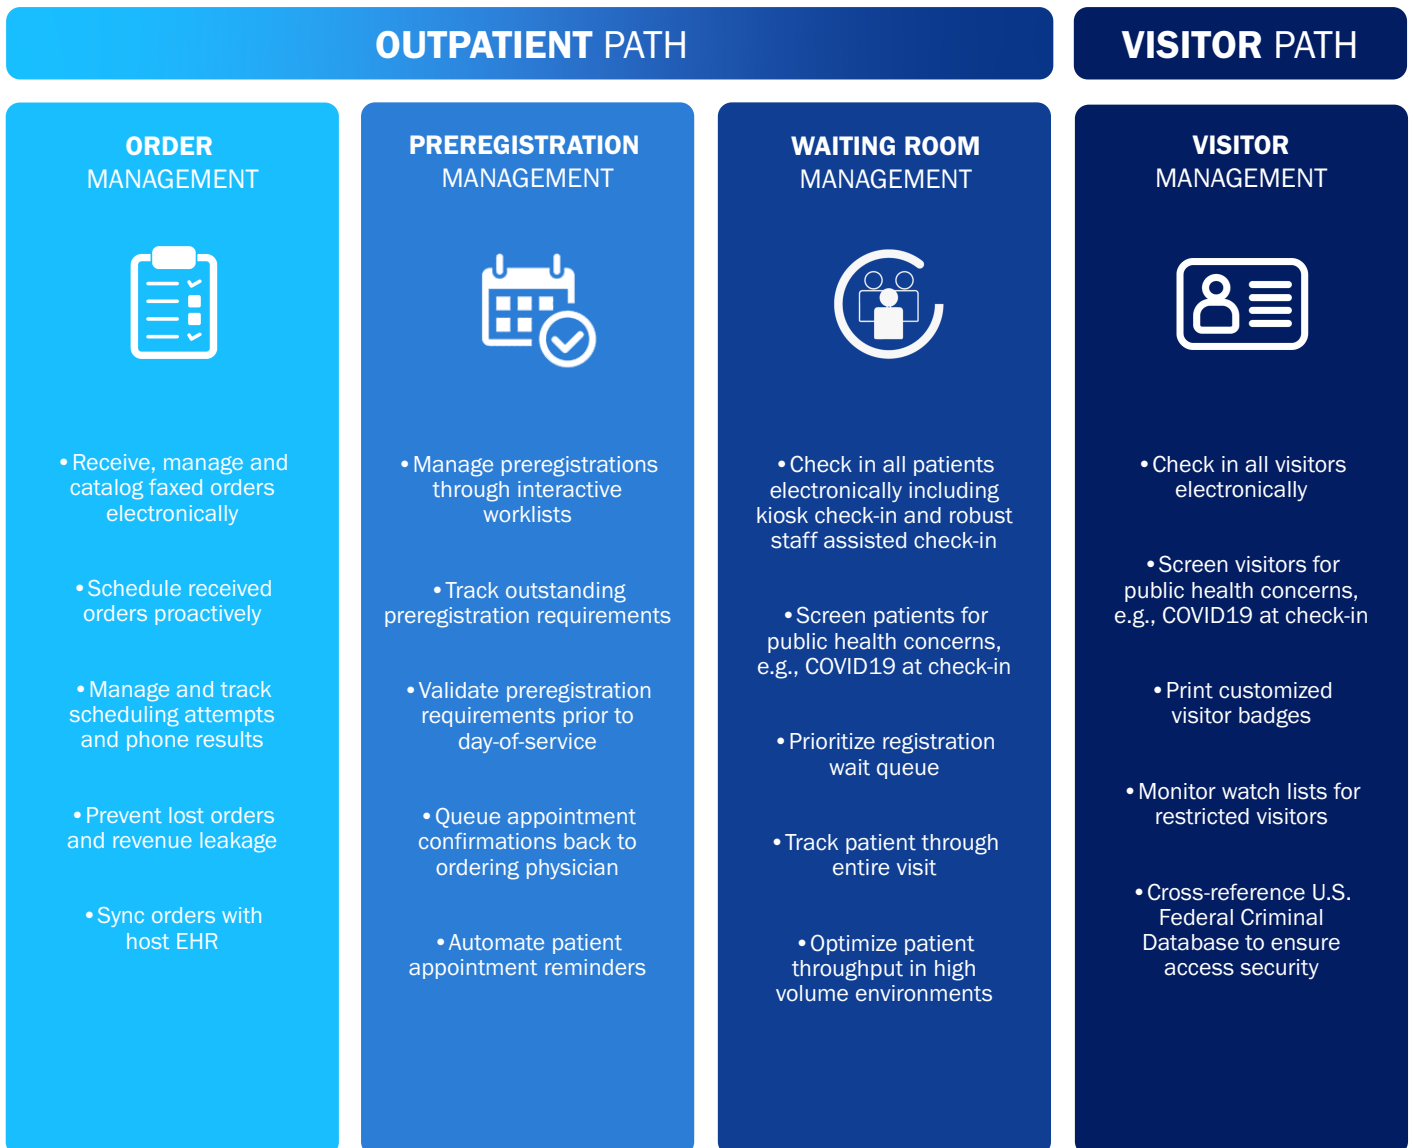 OUTPATIENT PATH
VISITOR PATH
ORDER
MANAGEMENT
•Receive, manage and
catalog faxed orders
electronically
•Schedule received
orders proactively
•Manage and track
scheduling attempts
and phone results
•Prevent lost orders
and revenue leakage
•Sync orders with
host EHR
PREREGISTRATION
MANAGEMENT
•Manage preregistrations
through interactive
worklists
•Track outstanding
preregistration requirements
•Validate preregistration
requirements prior to
day-of-service
•Queue appointment
confirmations back to
ordering physician
•Automate patient
appointment reminders
WAITING ROOM
MANAGEMENT
•Check in all patients
electronically including
kiosk check-in and robust
staff assisted check-in
•Screen patients for
public health concerns,
e.g., COVID19 at check-in
•Prioritize registration
wait queue
•Track patient through
entire visit
•Optimize patient
throughput in high
volume environments
VISITOR
MANAGEMENT
•Check in all visitors
electronically
•Screen visitors for
public health concerns,
e.g., COVID19 at check-in
•Print customized
visitor badges
•Monitor watch lists for
restricted visitors
•Cross-reference U.S.
Federal Criminal
Database to ensure
access security